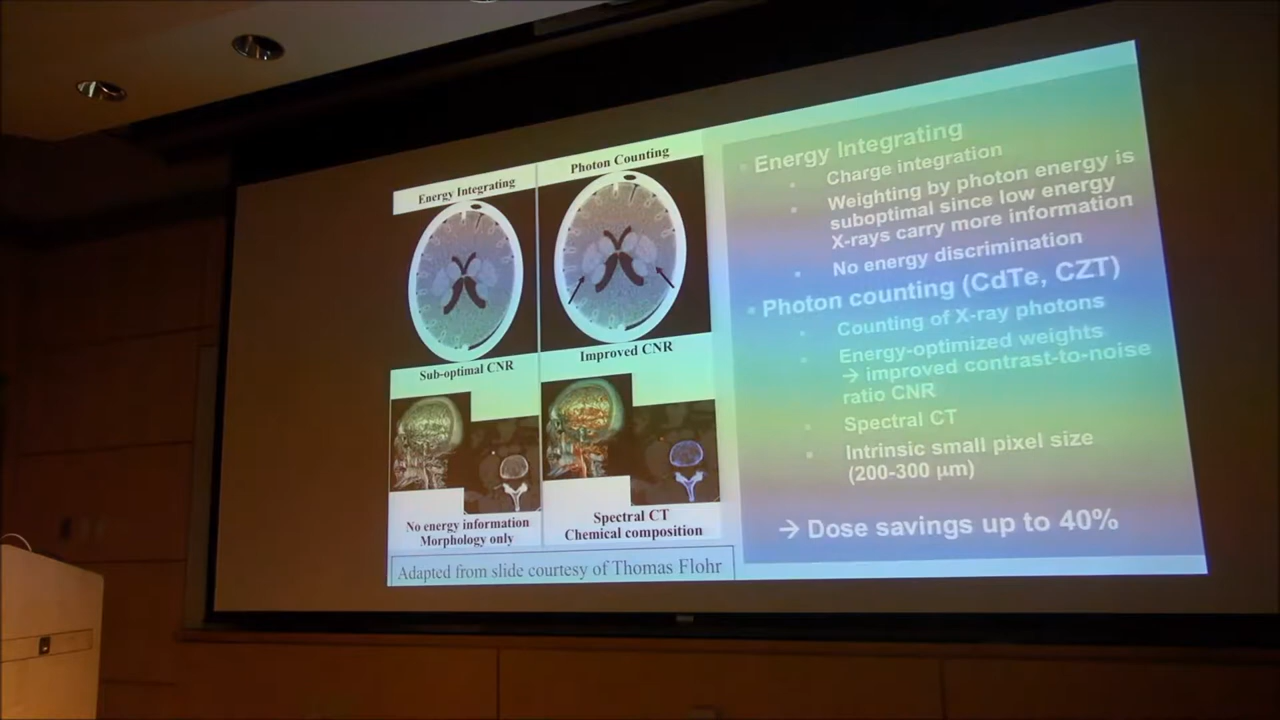 Energy Integrating
Photon Counting
Sub-optimal CNR
Improved CNR
No energy information
Morphology only
Spectral CT
Chemical composition
Adapted from slide courtesy of Thomas Flohr
Energy Integrating
Charge integration
Weighting by photon energy is
suboptimal since low energy
X-rays carry more information
No energy discrimination
Photon counting (CdTe, CZT)
Counting of X-ray photons
Energy-optimized weights
→ improved contrast-to-noise
ratio CNR
Spectral CT
Intrinsic small pixel size
(200-300 µm)
→ Dose savings up to 40%